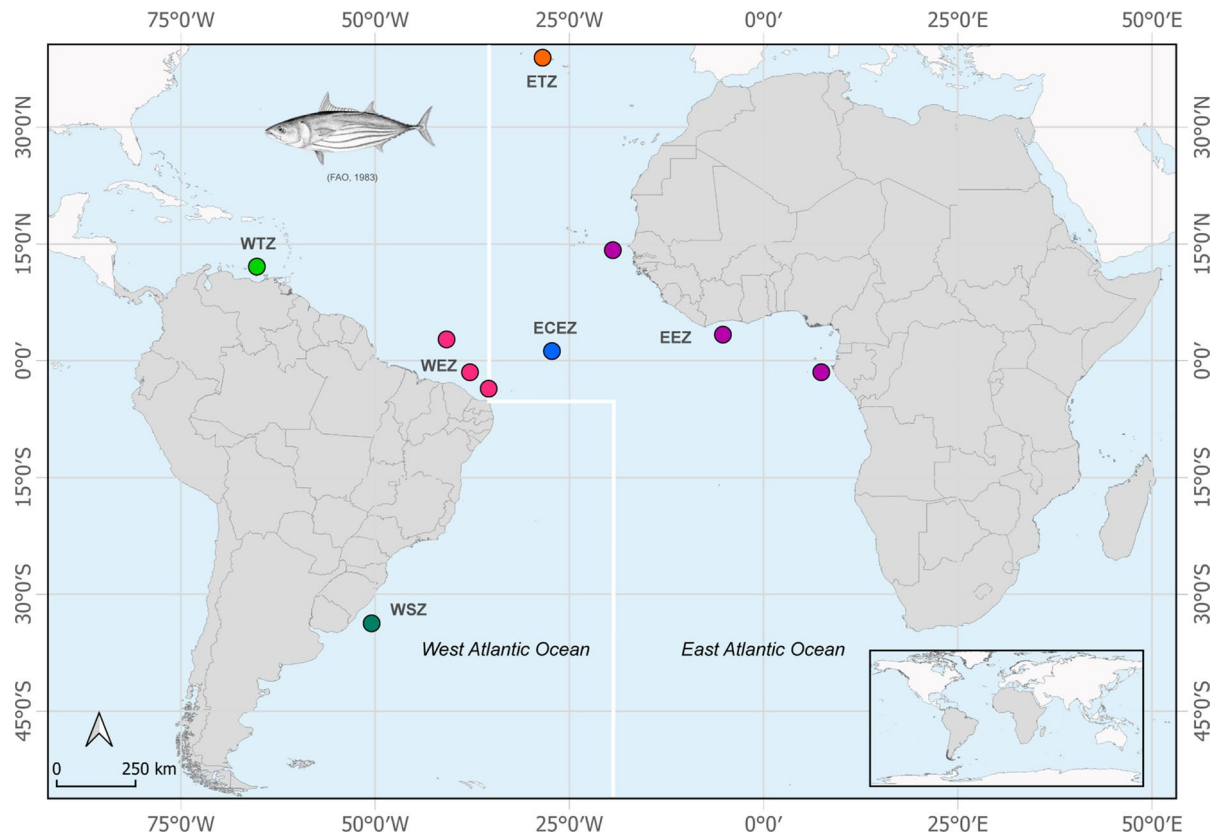 75°0′W 50°0′W 25°0′W 0°0′ 25°0′E 50°0′E
ETZ
30°0′N 30°0′N
(FAO, 1983)
15°0′N 15°0′N
WTZ
ECEZ
EEZ
WEZ
0°0′ 0°0′
15°0′S 15°0′S
30°0′S 30°0′S
WSZ
West Atlantic Ocean East Atlantic Ocean
45°0′S 45°0′S
0 250 km
75°0′W 50°0′W 25°0′W 0°0′ 25°0′E 50°0′E